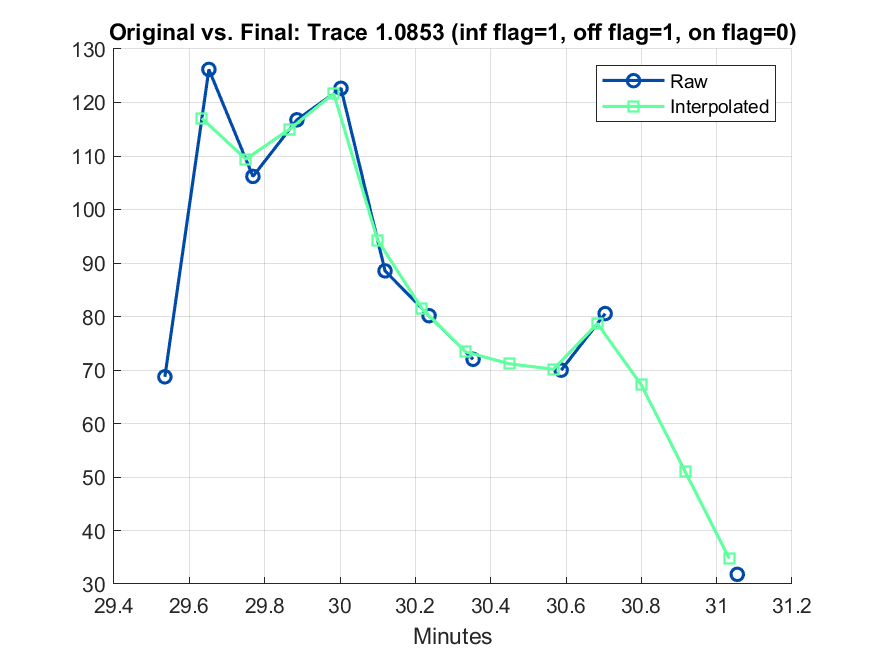 Original vs. Final: Trace 1.0853 (inf flag=1, off flag=1, on flag=0)
130
120
110
100
90
80
70
60
50
40
30
Raw
Interpolated
29.4 29.6 29.8 30 30.2 30.4 30.6 30.8 31 31.2
Minutes